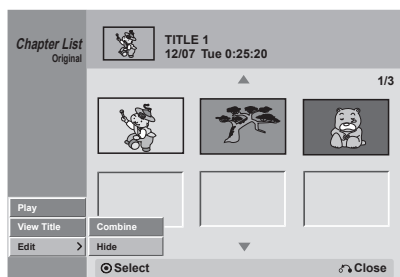 Chapter List
Original
TITLE 1
12/07 Tue 0:25:20
1/3
Play
View Title
Edit >
Combine
Hide
Select
Close